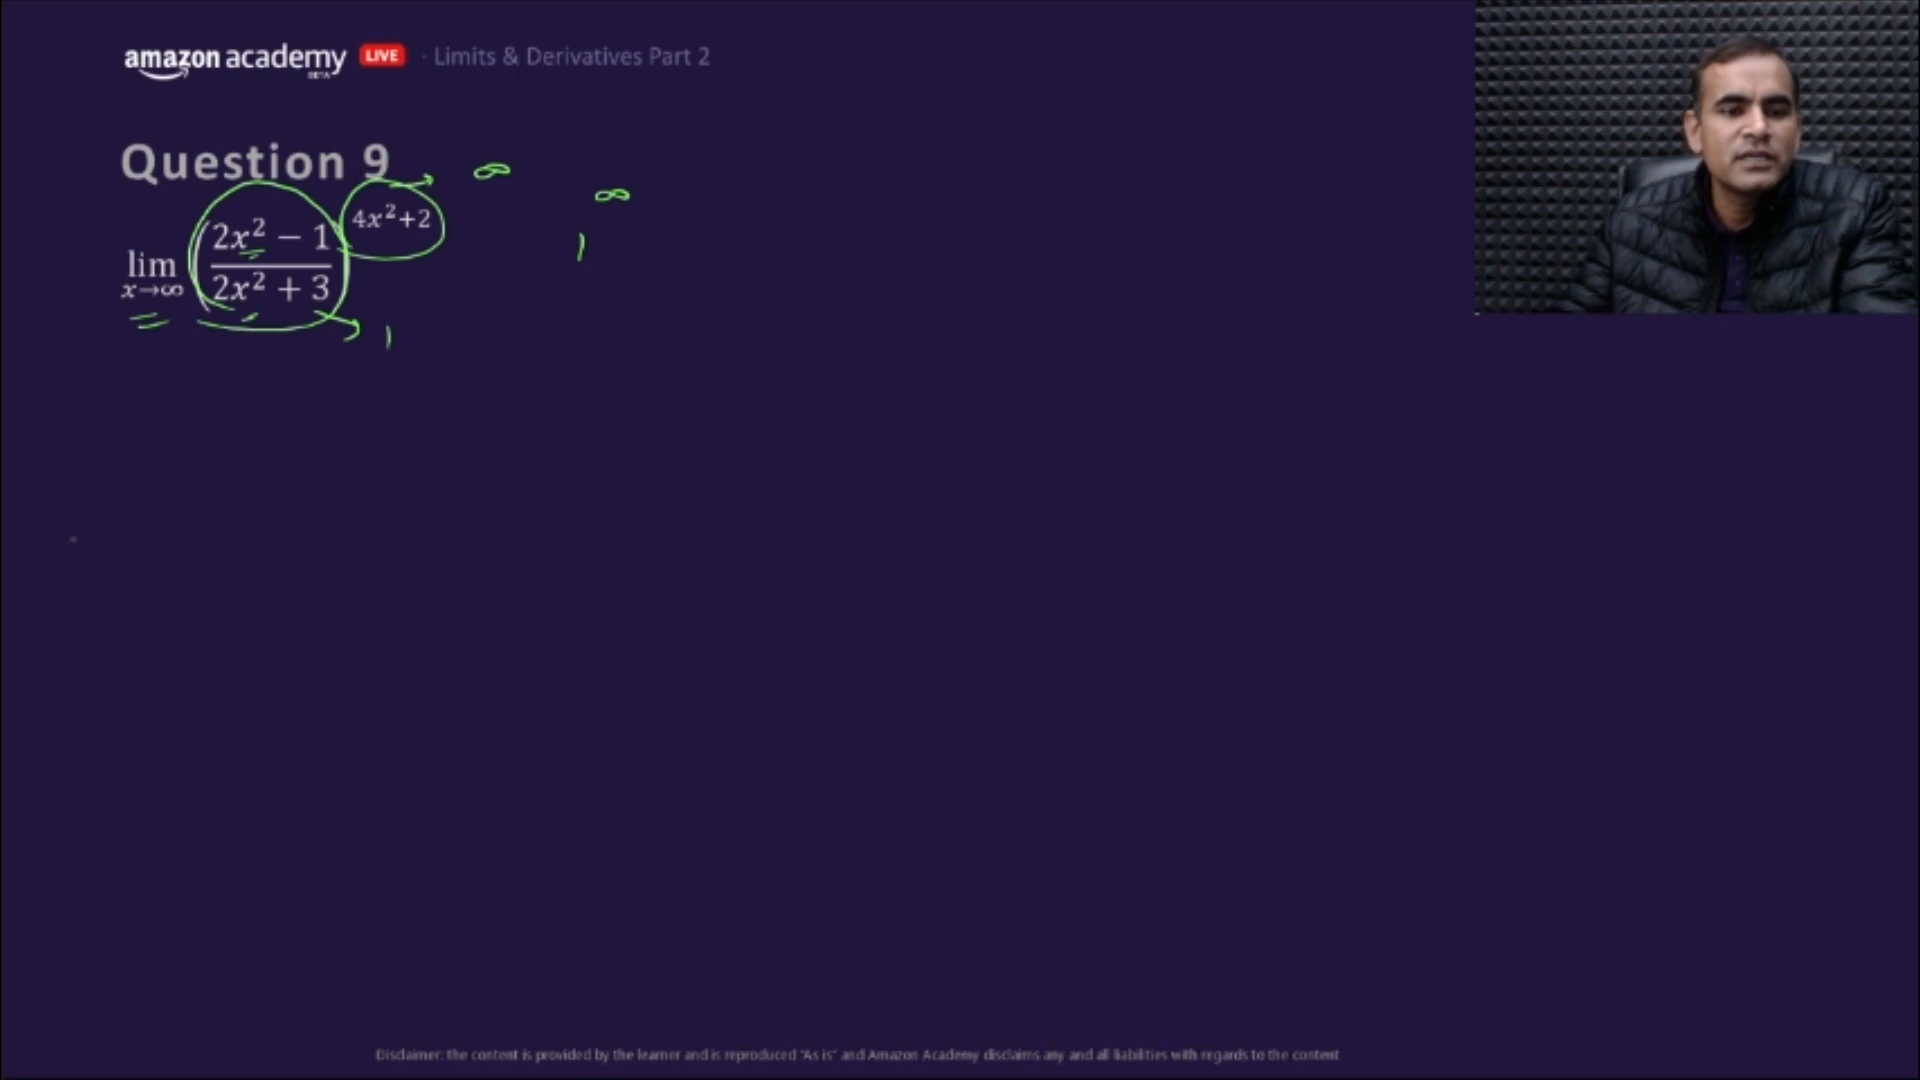 amazon academy LIVE · Limits & Derivatives Part 2
BETA
Question 9
lim x→∞ ((2x² − 1)/(2x² + 3))^(4x²+2)
∞
1^∞
1
Disclaimer: the content is provided by the learner and is reproduced "As is" and Amazon Academy disclaims any and all liabilities with regards to the content